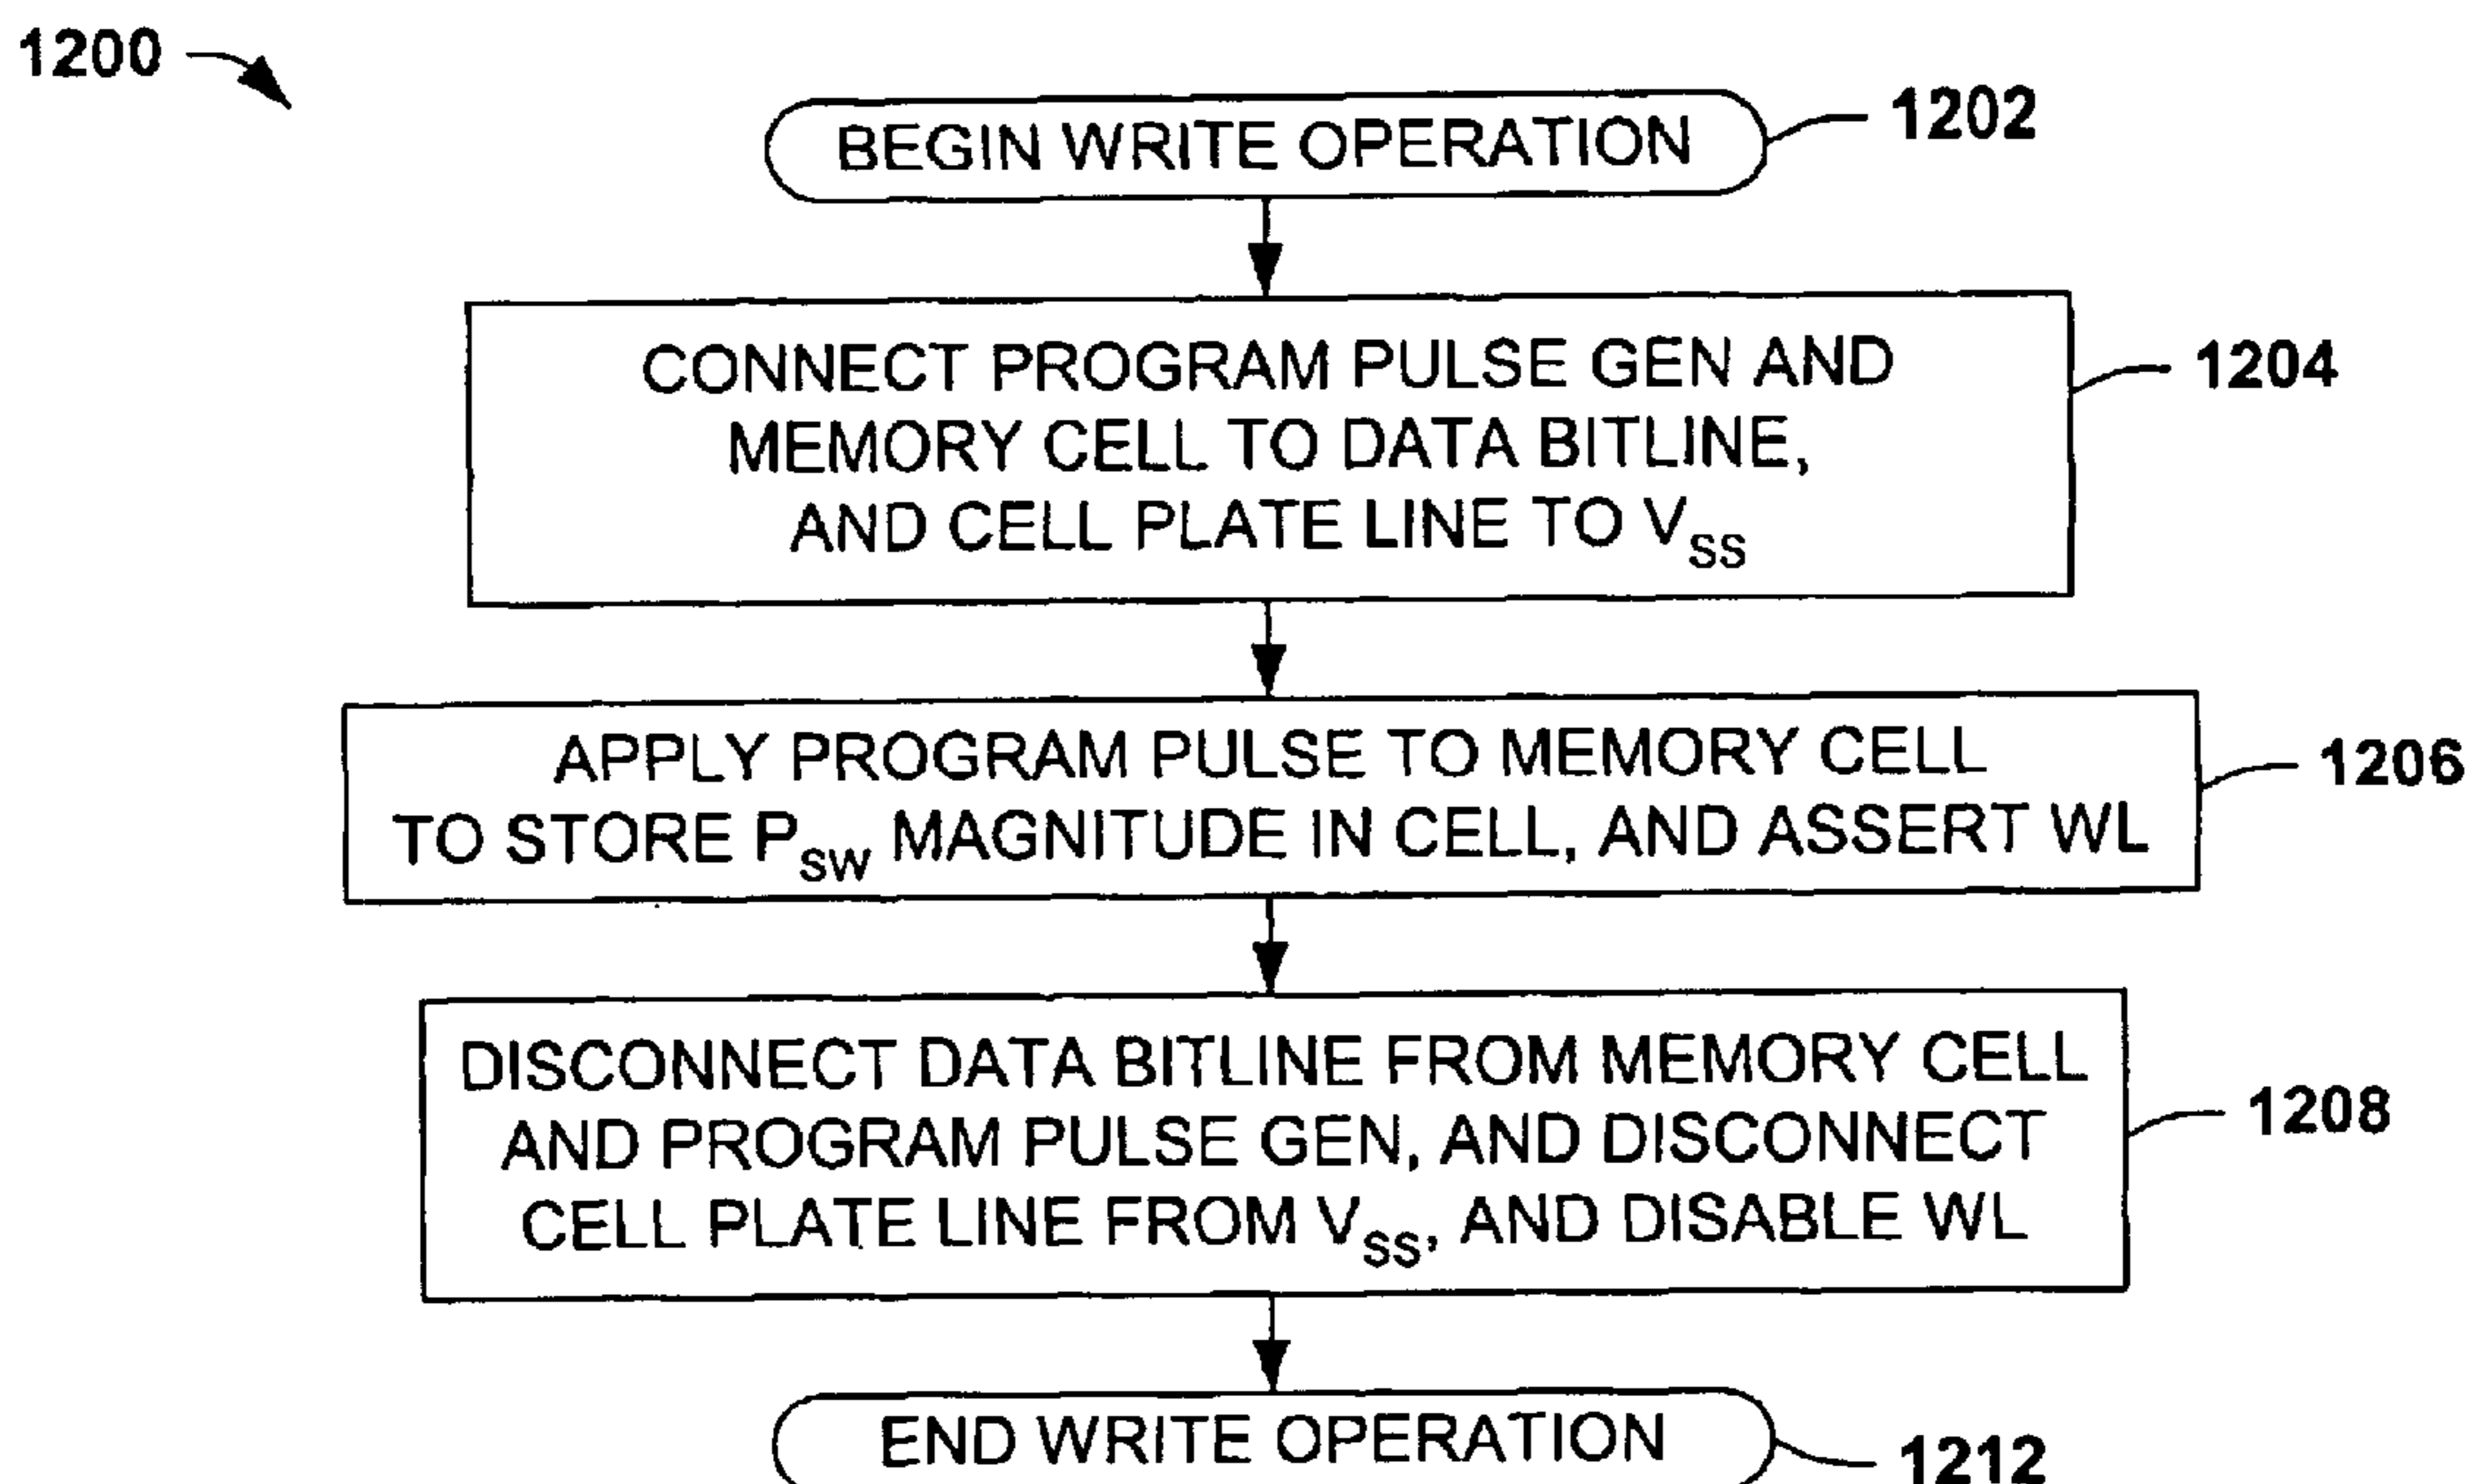 1200
BEGIN WRITE OPERATION
1202
CONNECT PROGRAM PULSE GEN AND
MEMORY CELL TO DATA BITLINE,
AND CELL PLATE LINE TO VSS
1204
APPLY PROGRAM PULSE TO MEMORY CELL
TO STORE PSW MAGNITUDE IN CELL, AND ASSERT WL
1206
DISCONNECT DATA BITLINE FROM MEMORY CELL
AND PROGRAM PULSE GEN, AND DISCONNECT
CELL PLATE LINE FROM VSS, AND DISABLE WL
1208
END WRITE OPERATION
1212